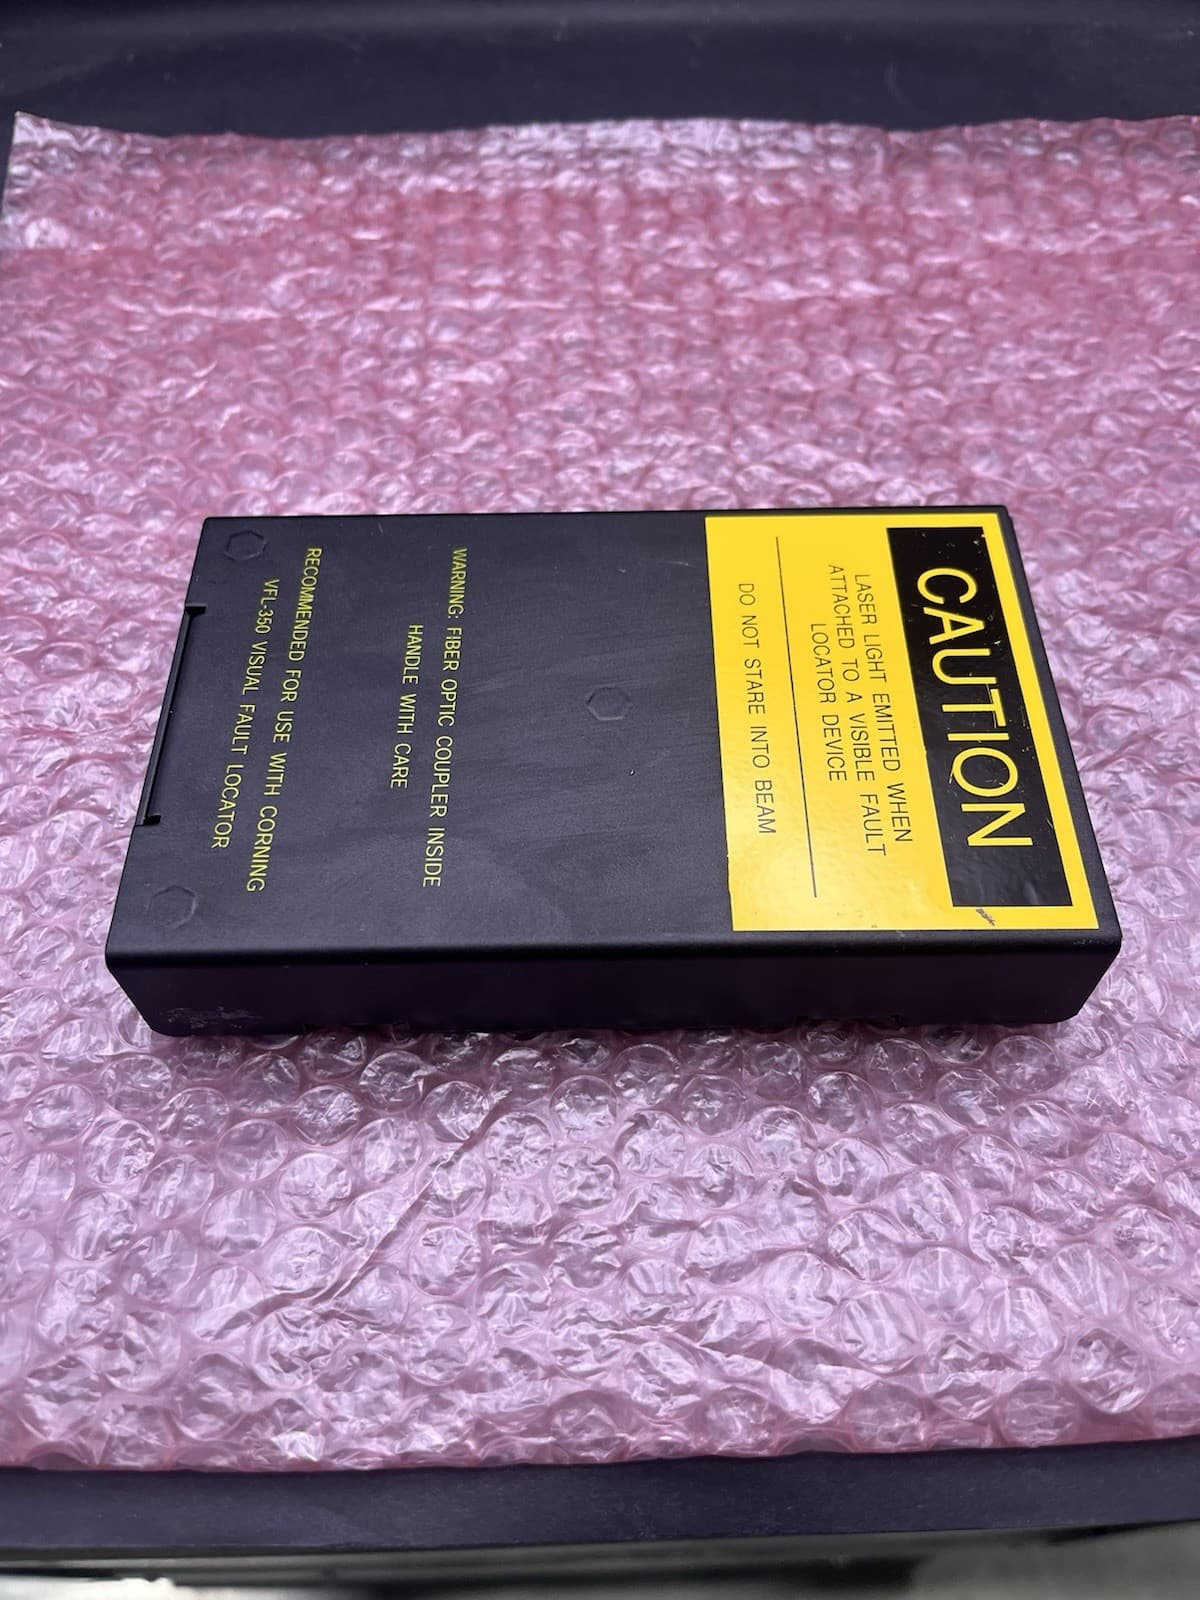 CAUTION
LASER LIGHT EMITTED WHEN
ATTACHED TO A VISIBLE FAULT
LOCATOR DEVICE
DO NOT STARE INTO BEAM
WARNING: FIBER OPTIC COUPLER INSIDE
HANDLE WITH CARE
RECOMMENDED FOR USE WITH CORNING
VFL-350 VISUAL FAULT LOCATOR